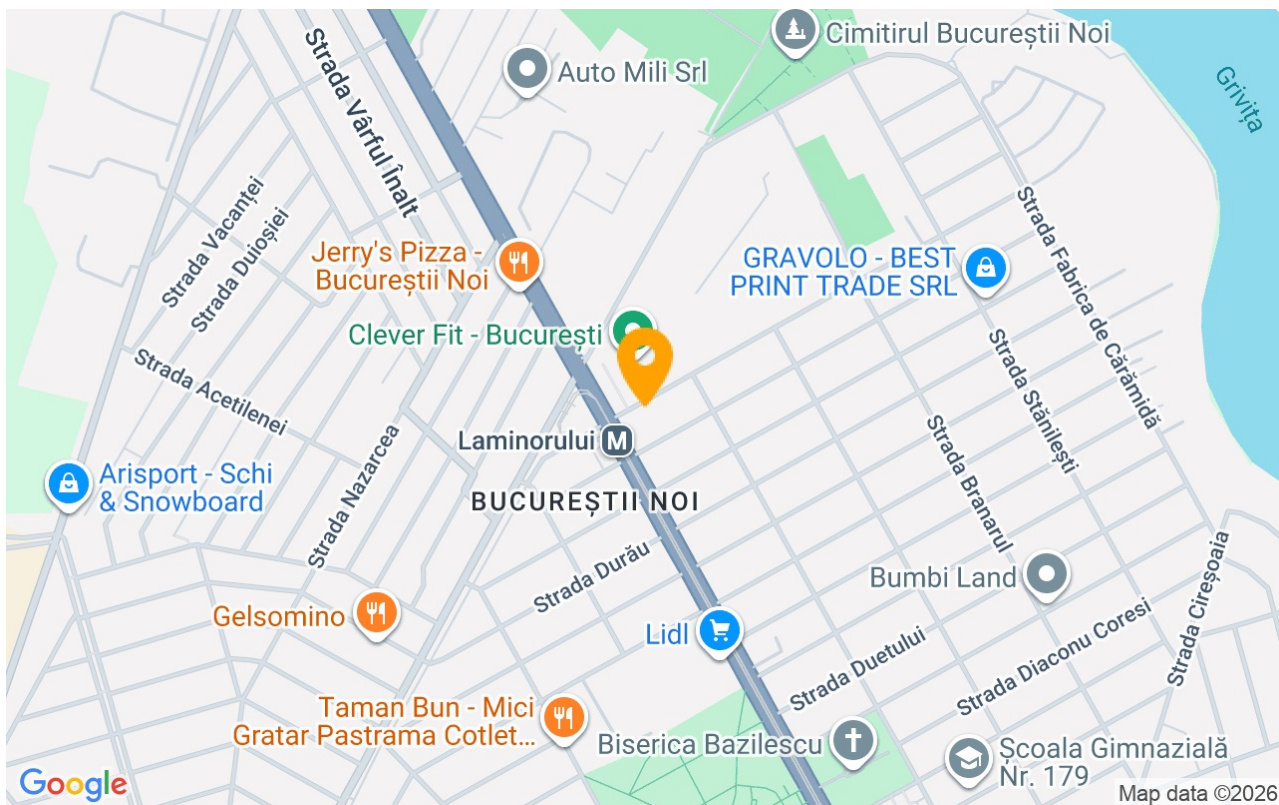 Cimitirul Bucureștii Noi
Auto Mili Srl
Grivița
Strada Vârful Înalt
Strada Vacanței
Strada Duioșiei
Jerry's Pizza -
Bucureștii Noi
GRAVOLO - BEST
PRINT TRADE SRL
Strada Fabrica de Cărămidă
Clever Fit - București
Strada Acetilenei
Strada Stănilești
Laminorului
M
Strada Nazarcea
Strada Branarul
Arisport - Schi
& Snowboard
BUCUREȘTII NOI
Strada Durău
Bumbi Land
Strada Cireșoaia
Gelsomino
Lidl
Strada Duetului
Strada Diaconu Coresi
Taman Bun - Mici
Gratar Pastrama Cotlet...
Biserica Bazilescu
Școala Gimnazială
Nr. 179
Google
Map data ©2026